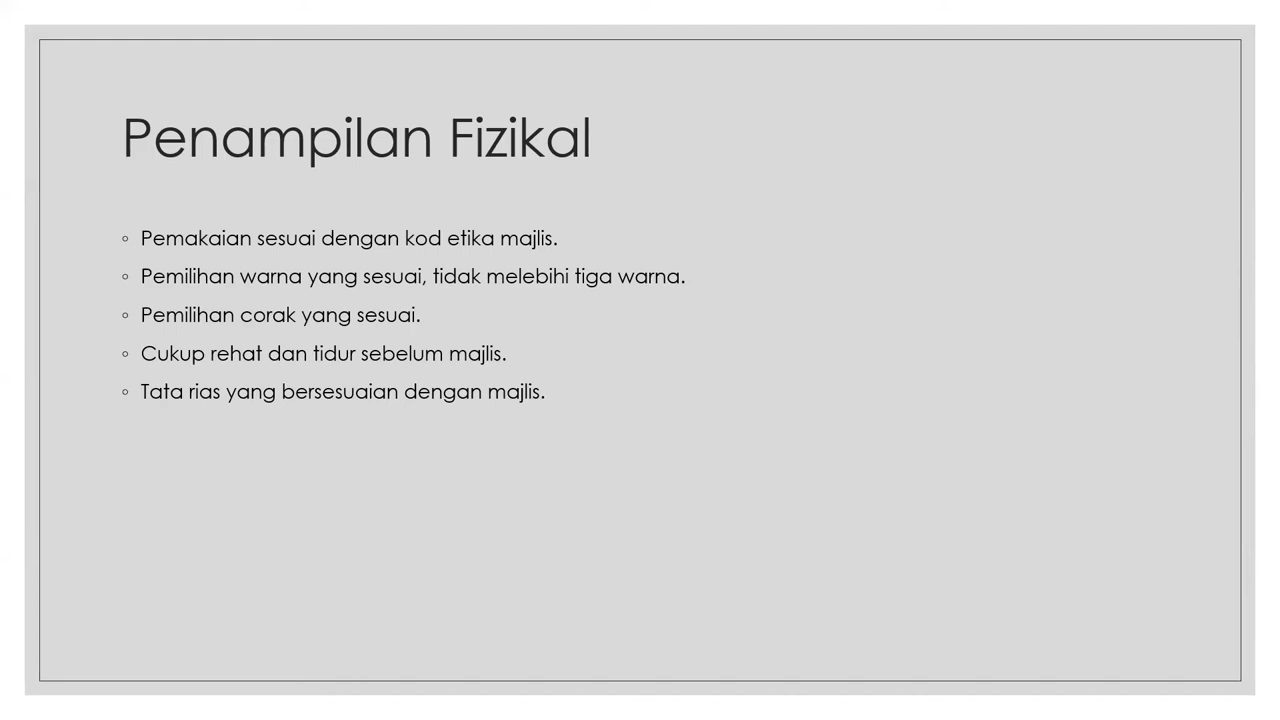 Penampilan Fizikal
◦ Pemakaian sesuai dengan kod etika majlis.
◦ Pemilihan warna yang sesuai, tidak melebihi tiga warna.
◦ Pemilihan corak yang sesuai.
◦ Cukup rehat dan tidur sebelum majlis.
◦ Tata rias yang bersesuaian dengan majlis.